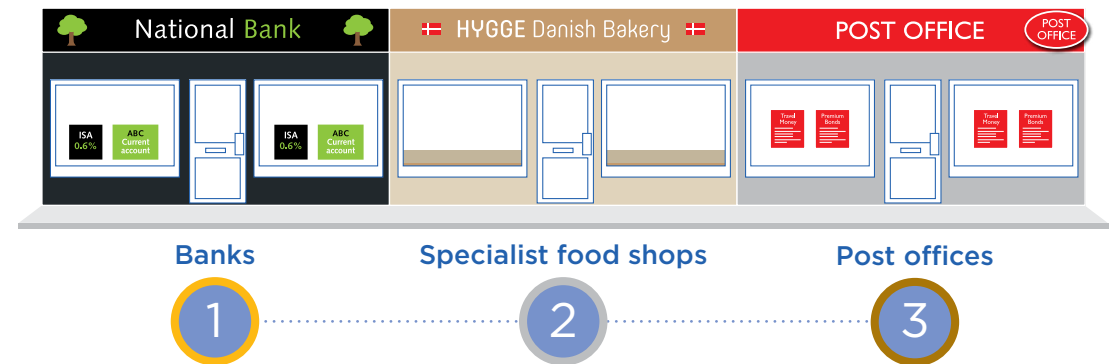 National Bank
HYGGE Danish Bakery
POST OFFICE
POST
OFFICE
ISA
0.6%
ABC
Current
account
ISA
0.6%
ABC
Current
account
Travel
Money
Premium
Bonds
Travel
Money
Premium
Bonds
Banks
Specialist food shops
Post offices
1
2
3